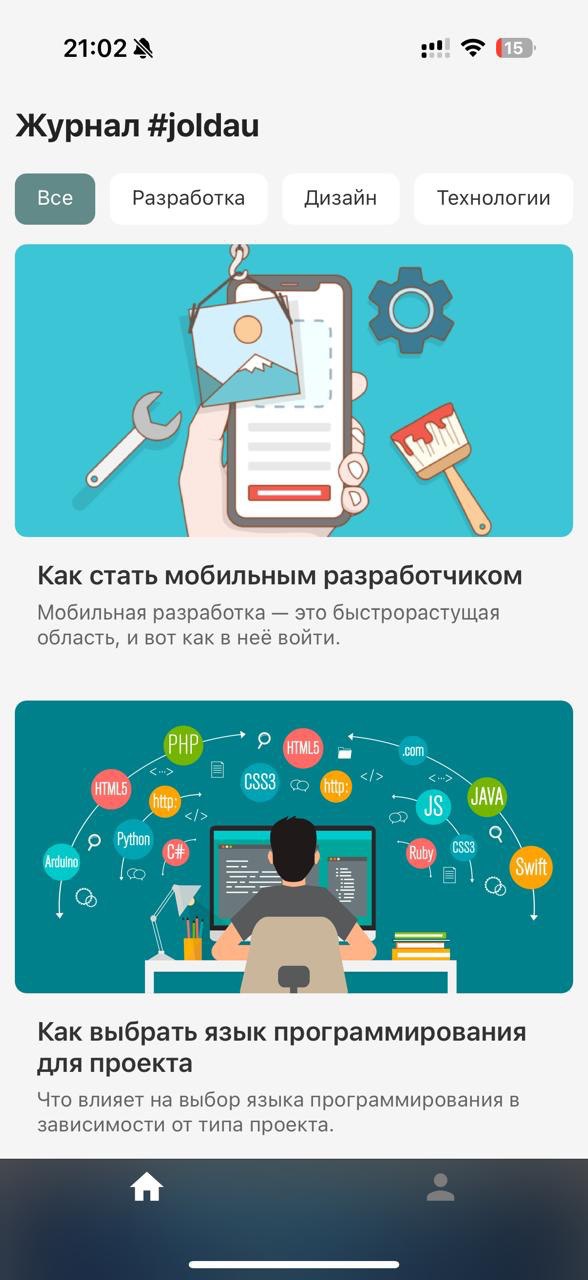 21:02
15
Журнал #joldau
Все
Разработка
Дизайн
Технологии
Как стать мобильным разработчиком
Мобильная разработка — это быстрорастущая
область, и вот как в неё войти.
PHP
HTML5
.com
CSS3
http:
HTML5
</>
<··>
<··>
JAVA
http:
JS
</>
Python
C#
Ruby
CSS3
Arduino
Swift
Как выбрать язык программирования
для проекта
Что влияет на выбор языка программирования в
зависимости от типа проекта.